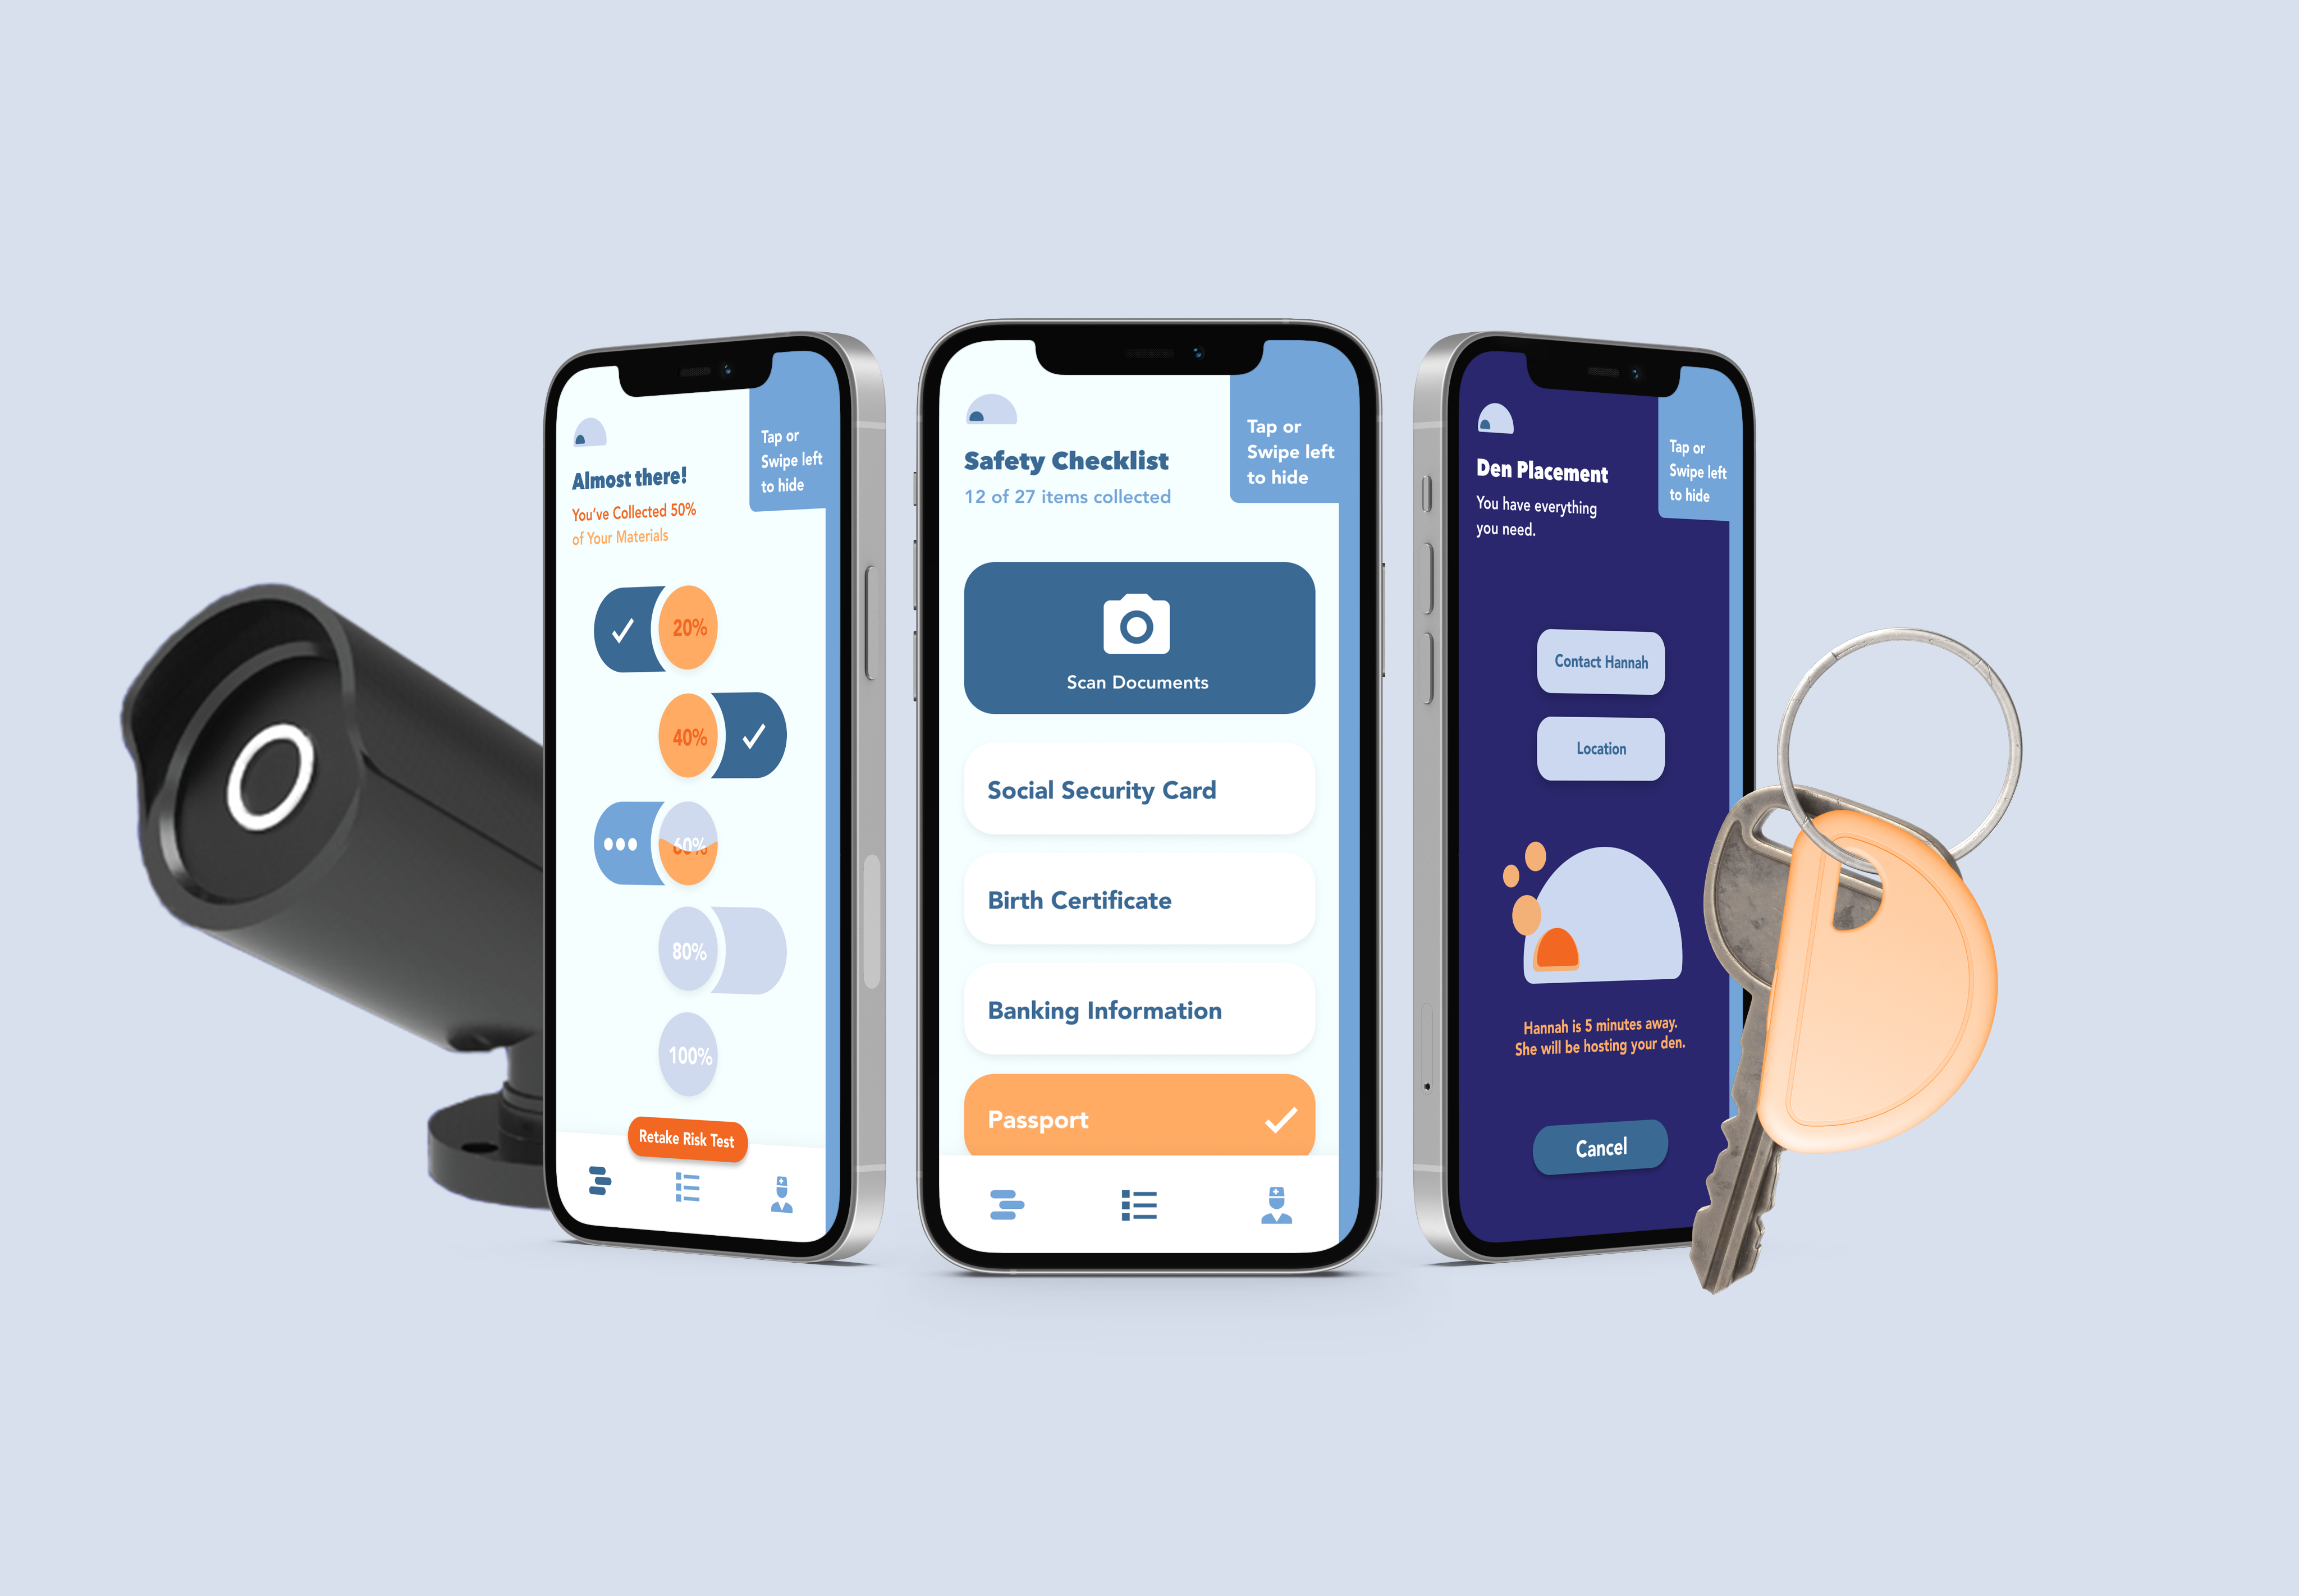 Almost there!
You've Collected 50%
of Your Materials
Tap or
Swipe left
to hide
20%
40%
60%
80%
100%
Retake Risk Test
Safety Checklist
12 of 27 items collected
Tap or
Swipe left
to hide
Scan Documents
Social Security Card
Birth Certificate
Banking Information
Passport
Den Placement
You have everything
you need.
Tap or
Swipe left
to hide
Contact Hannah
Location
Hannah is 5 minutes away.
She will be hosting your den.
Cancel